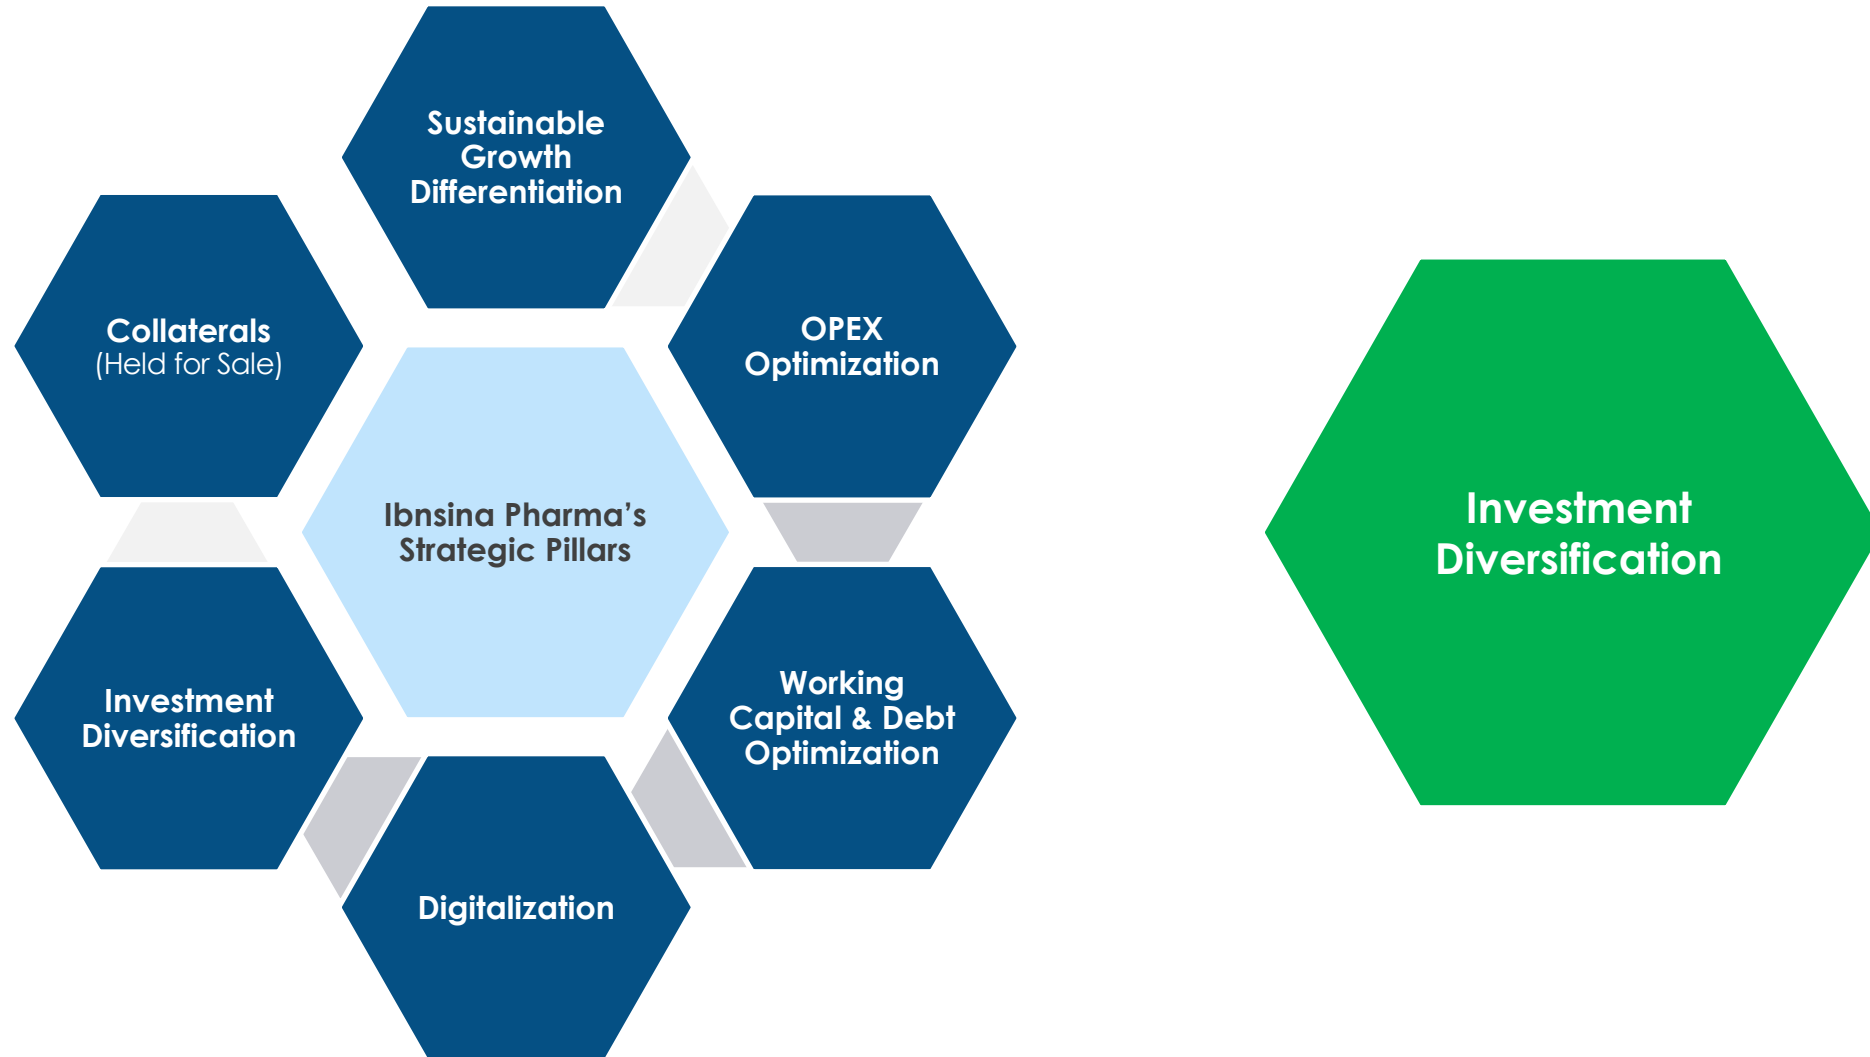 Sustainable
Growth
Differentiation
OPEX
Optimization
Working
Capital & Debt
Optimization
Digitalization
Investment
Diversification
Collaterals
(Held for Sale)
Ibnsina Pharma’s
Strategic Pillars
Investment
Diversification